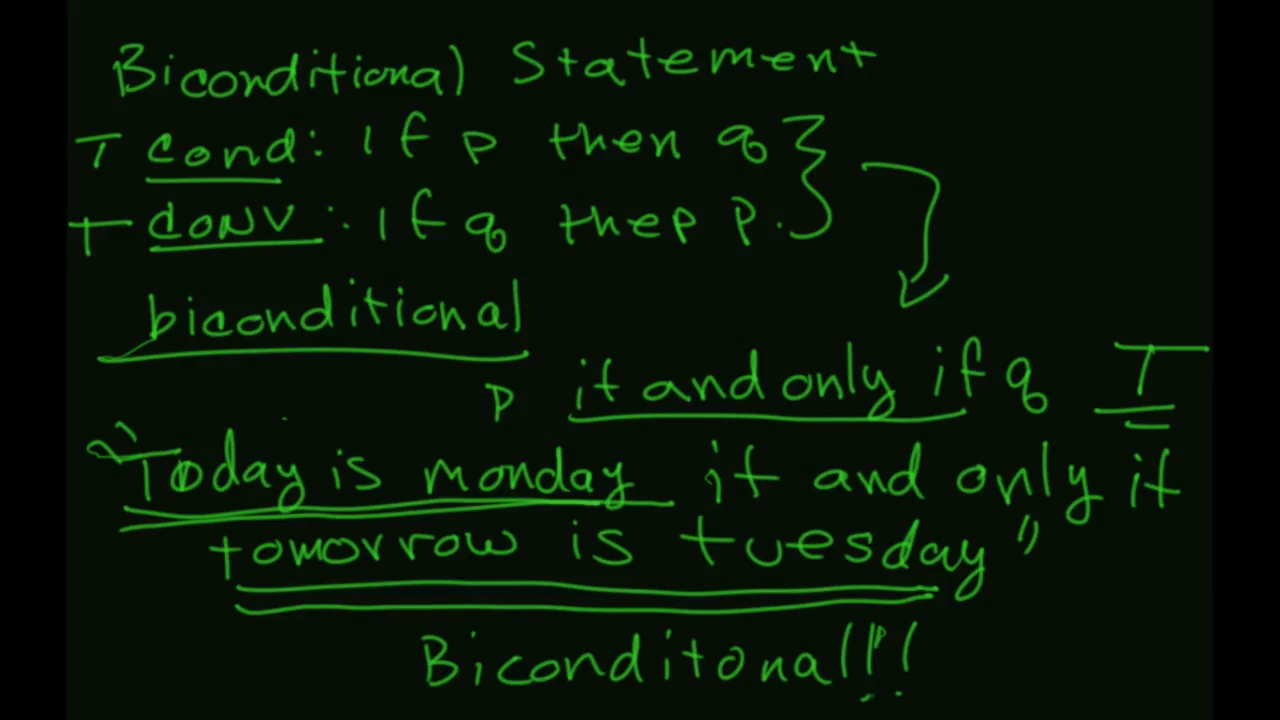 Biconditional Statement
T cond: If p then q
T conv: If q then p.
biconditional
p if and only if q T
"Today is monday if and only if
tomorrow is tuesday"
Biconditonal!!!